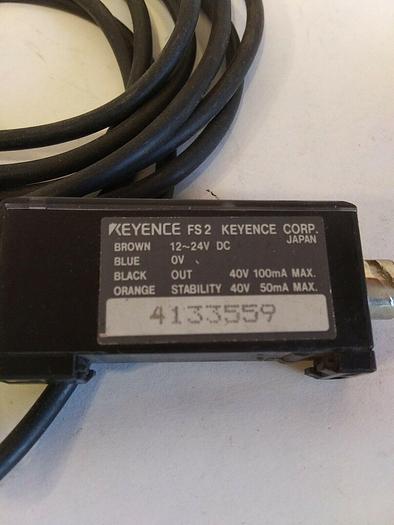 KEYENCE FS2 KEYENCE CORP.
JAPAN
BROWN 12~24V DC
BLUE 0V
BLACK OUT 40V 100mA MAX.
ORANGE STABILITY 40V 50mA MAX.
4133559